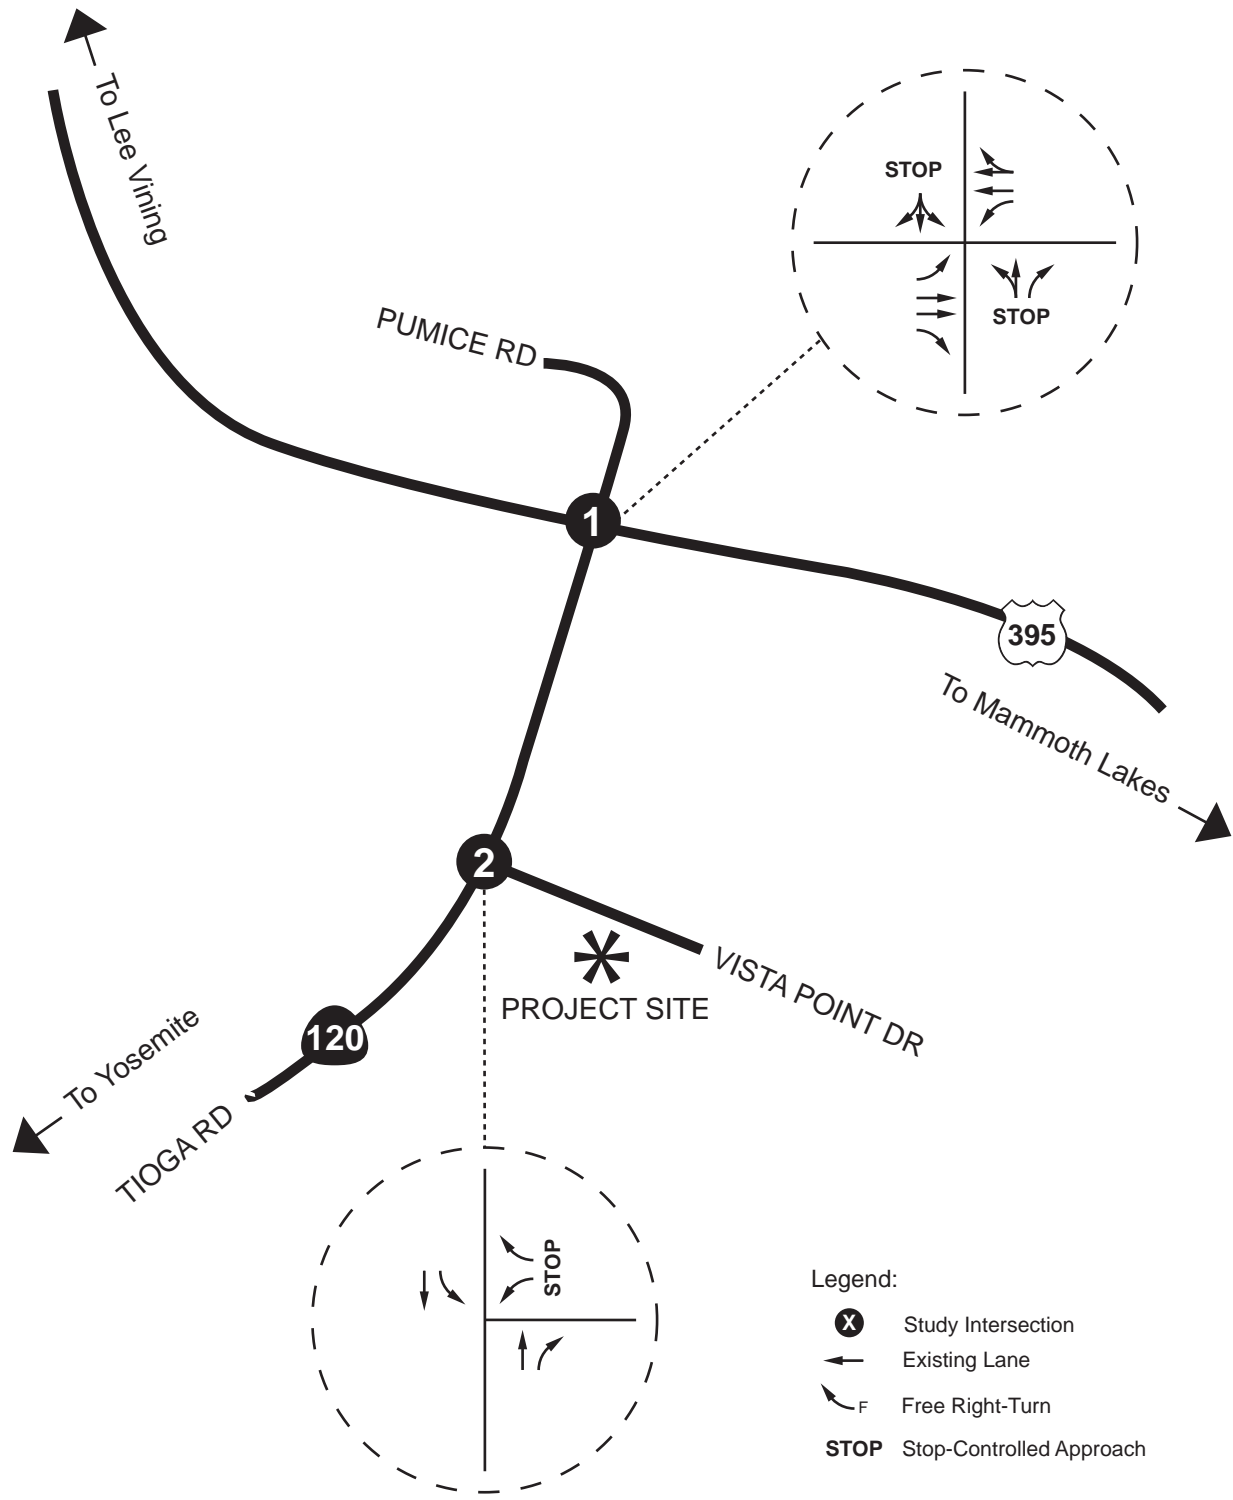 To Lee Vining
STOP
STOP
PUMICE RD
1
395
To Mammoth Lakes
2
VISTA POINT DR
PROJECT SITE
120
To Yosemite
TIOGA RD
STOP
Legend:
X Study Intersection
Existing Lane
F Free Right-Turn
STOP Stop-Controlled Approach